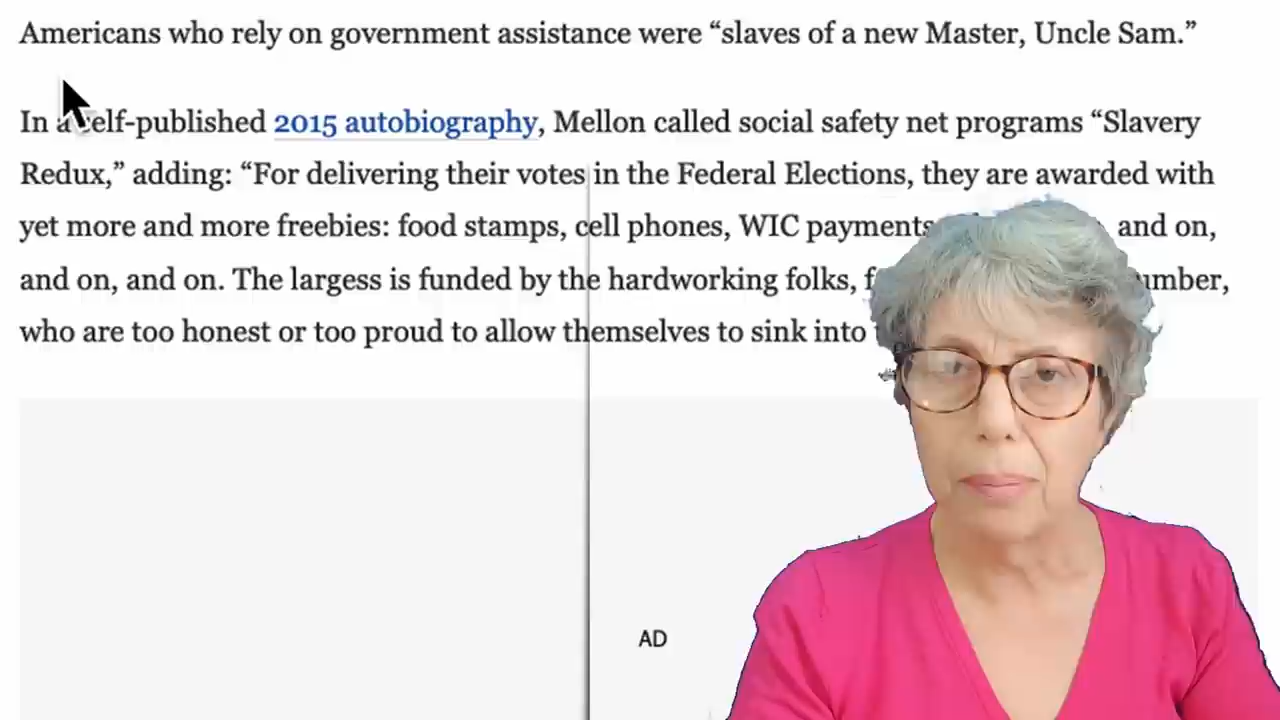 Americans who rely on government assistance were “slaves of a new Master, Uncle Sam.”
In a self-published 2015 autobiography, Mellon called social safety net programs “Slavery
Redux,” adding: “For delivering their votes in the Federal Elections, they are awarded with
yet more and more freebies: food stamps, cell phones, WIC payments and on,
and on, and on. The largess is funded by the hardworking folks,
who are too honest or too proud to allow themselves to sink into
AD